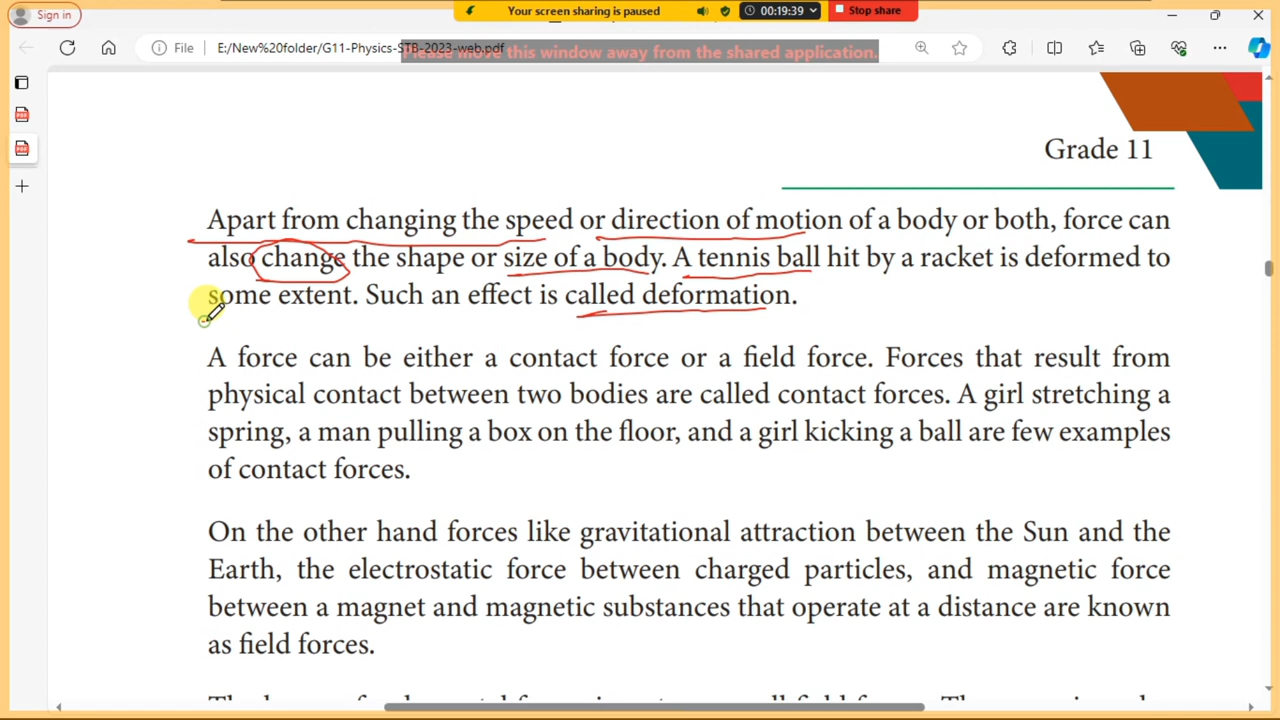 Sign in
Your screen sharing is paused
00:19:39
Stop share
File
E:/New%20folder/G11-Physics-STB-2023-web.pdf
Please move this window away from the shared application.
Grade 11
Apart from changing the speed or direction of motion of a body or both, force can
also change the shape or size of a body. A tennis ball hit by a racket is deformed to
some extent. Such an effect is called deformation.
A force can be either a contact force or a field force. Forces that result from
physical contact between two bodies are called contact forces. A girl stretching a
spring, a man pulling a box on the floor, and a girl kicking a ball are few examples
of contact forces.
On the other hand forces like gravitational attraction between the Sun and the
Earth, the electrostatic force between charged particles, and magnetic force
between a magnet and magnetic substances that operate at a distance are known
as field forces.